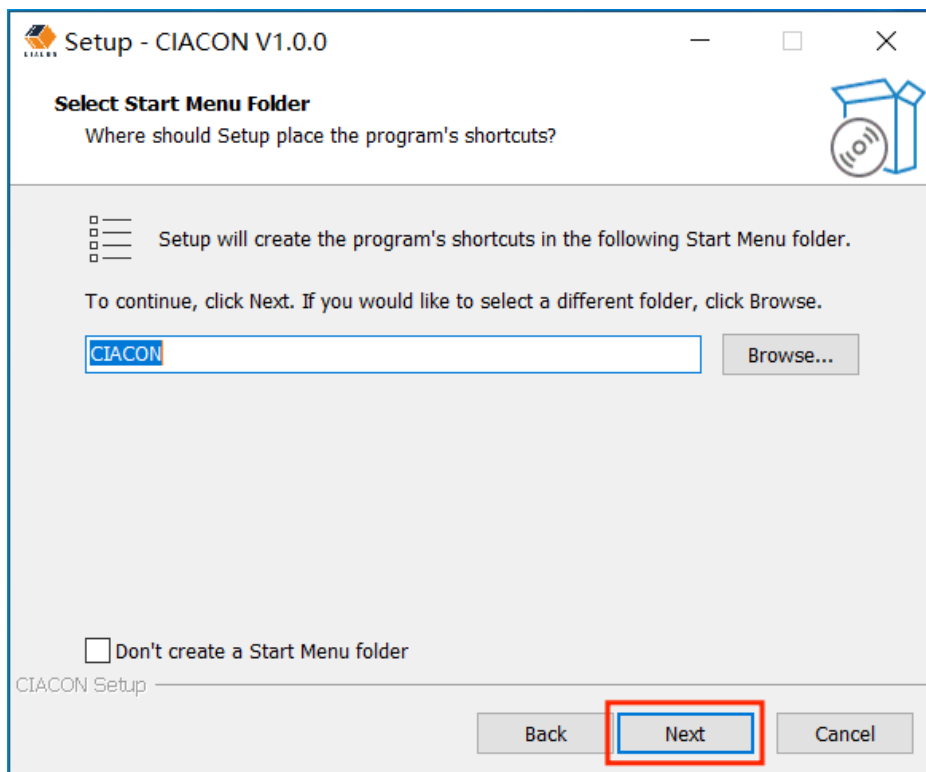 CIACON
Setup - CIACON V1.0.0
Select Start Menu Folder
Where should Setup place the program's shortcuts?
Setup will create the program's shortcuts in the following Start Menu folder.
To continue, click Next. If you would like to select a different folder, click Browse.
CIACON
Browse...
Don't create a Start Menu folder
CIACON Setup
Back
Next
Cancel